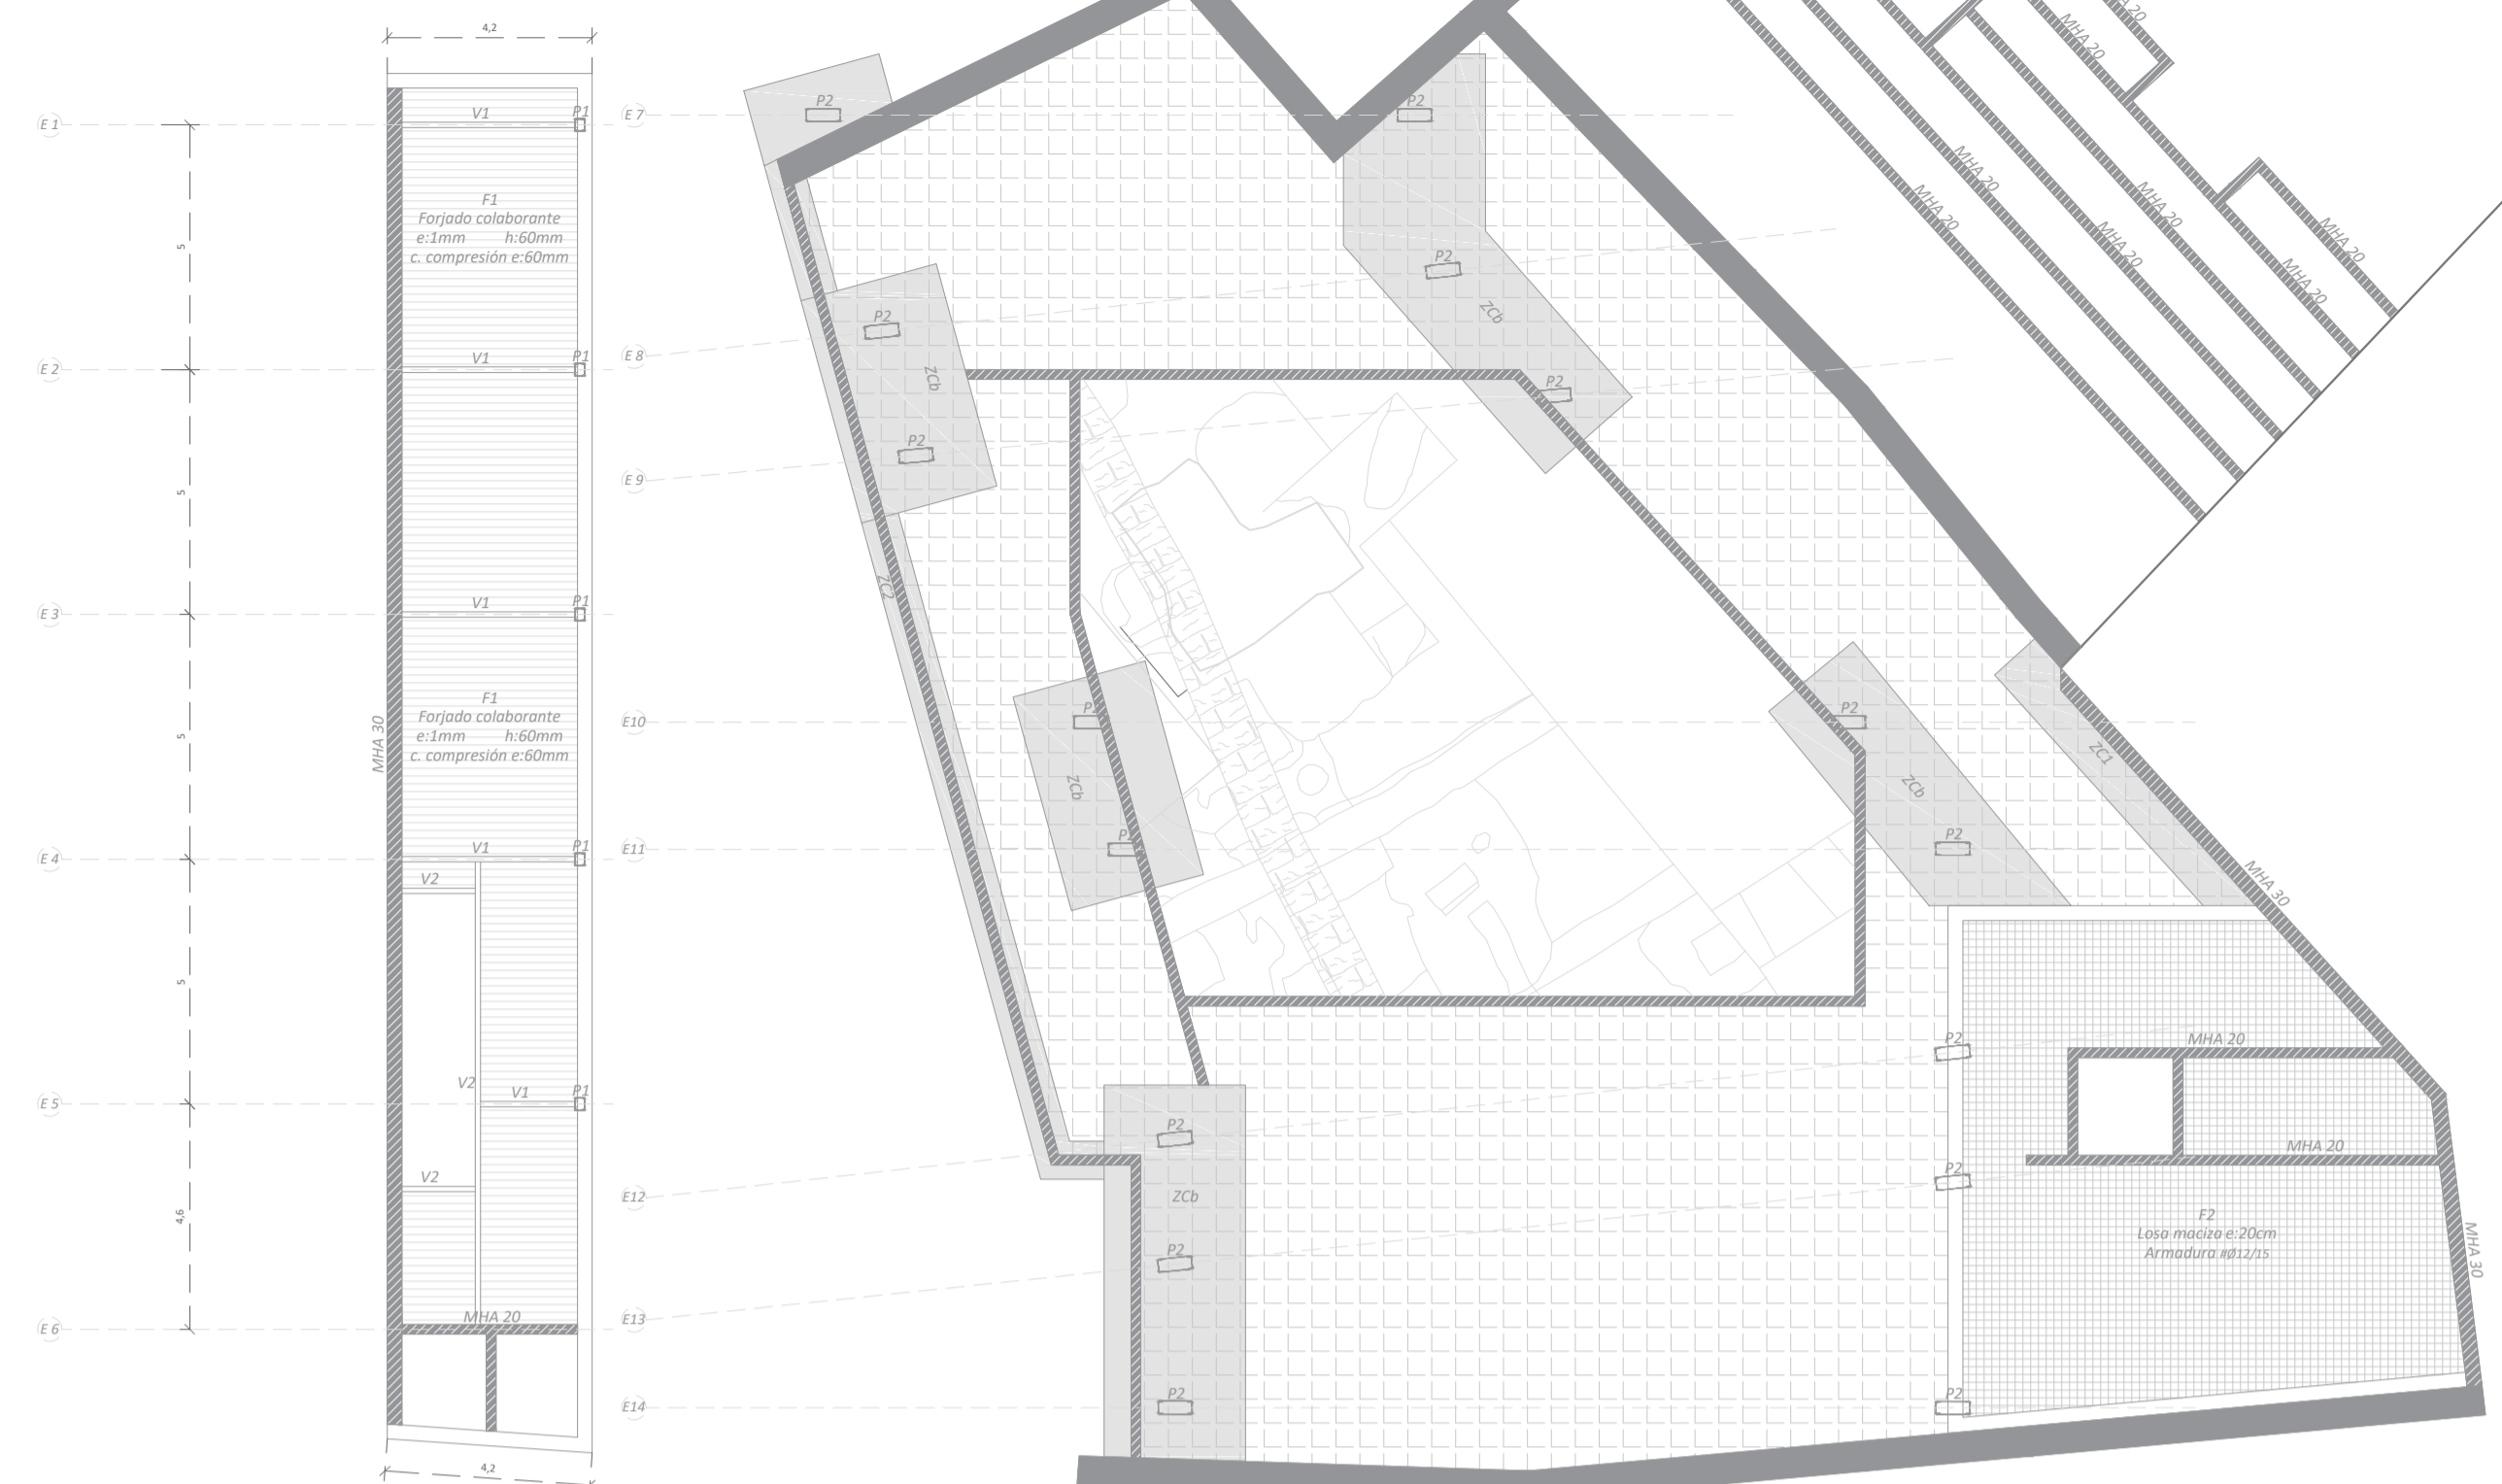 4,2
E 1
V1
P1
5
F1
Forjado colaborante
e:1mm h:60mm
c. compresión e:60mm
E 2
V1
P1
5
E 3
V1
P1
5
MHA 30
F1
Forjado colaborante
e:1mm h:60mm
c. compresión e:60mm
E 4
V1
P1
V2
5
V2
E 5
V1
P1
V2
4,6
E 6
MHA 20
4,2
E 7
P2
P2
E 8
P2
P2
ZCb
ZCb
E 9
P2
P2
ZC2
E10
P2
ZCb
E11
P2
ZCb
ZC1
MHA 30
E12
P2
P2
ZCb
E13
P2
P2
E14
P2
P2
MHA 20
MHA 20
MHA 20
MHA 20
MHA 20
MHA 20
MHA 20
MHA 20
MHA 20
MHA 20
F2
Losa maciza e:20cm
Armadura #Ø12/15
MHA 30